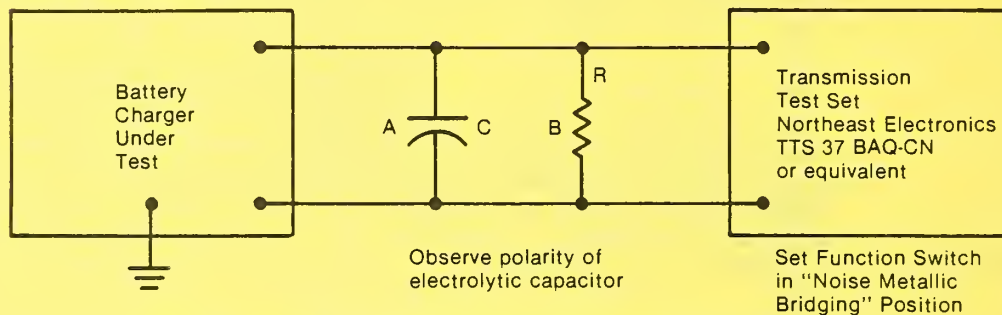 Battery
Charger
Under
Test
A
C
R
B
Transmission
Test Set
Northeast Electronics
TTS 37 BAQ-CN
or equivalent
Observe polarity of
electrolytic capacitor
Set Function Switch
in "Noise Metallic
Bridging" Position